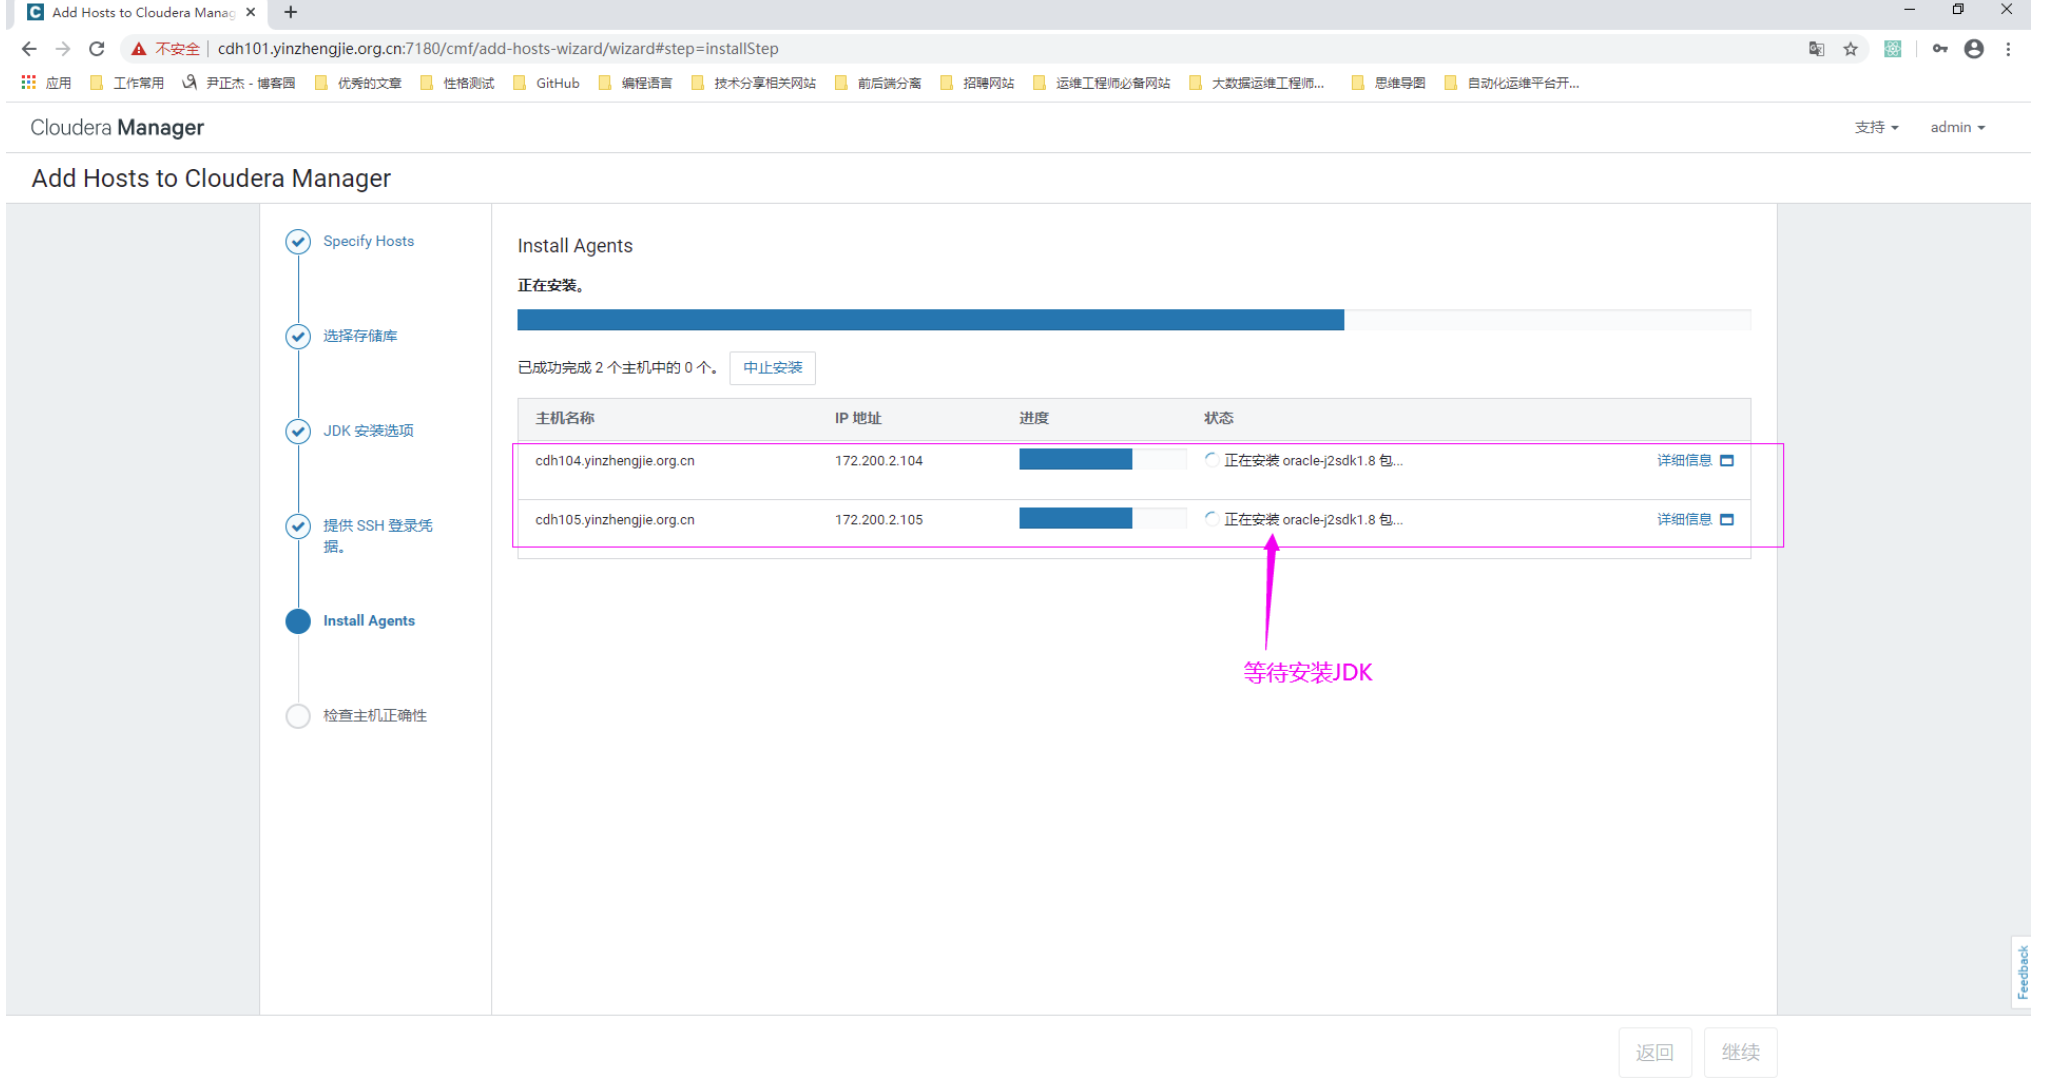 Add Hosts to Cloudera Manag
不安全 cdh101.yinzhengjie.org.cn:7180/cmf/add-hosts-wizard/wizard#step=installStep
应用 工作常用 尹正杰 - 博客园 优秀的文章 性格测试 GitHub 编程语言 技术分享相关网站 前后端分离 招聘网站 运维工程师必备网站 大数据运维工程师... 思维导图 自动化运维平台开...
Cloudera Manager 支持 admin
Add Hosts to Cloudera Manager
Specify Hosts
选择存储库
JDK 安装选项
提供 SSH 登录凭
据。
Install Agents
检查主机正确性
Install Agents
正在安装。
已成功完成 2 个主机中的 0 个。 中止安装
主机名称 IP 地址 进度 状态
cdh104.yinzhengjie.org.cn 172.200.2.104 正在安装 oracle-j2sdk1.8 包... 详细信息
cdh105.yinzhengjie.org.cn 172.200.2.105 正在安装 oracle-j2sdk1.8 包... 详细信息
等待安装JDK
Feedback
返回 继续